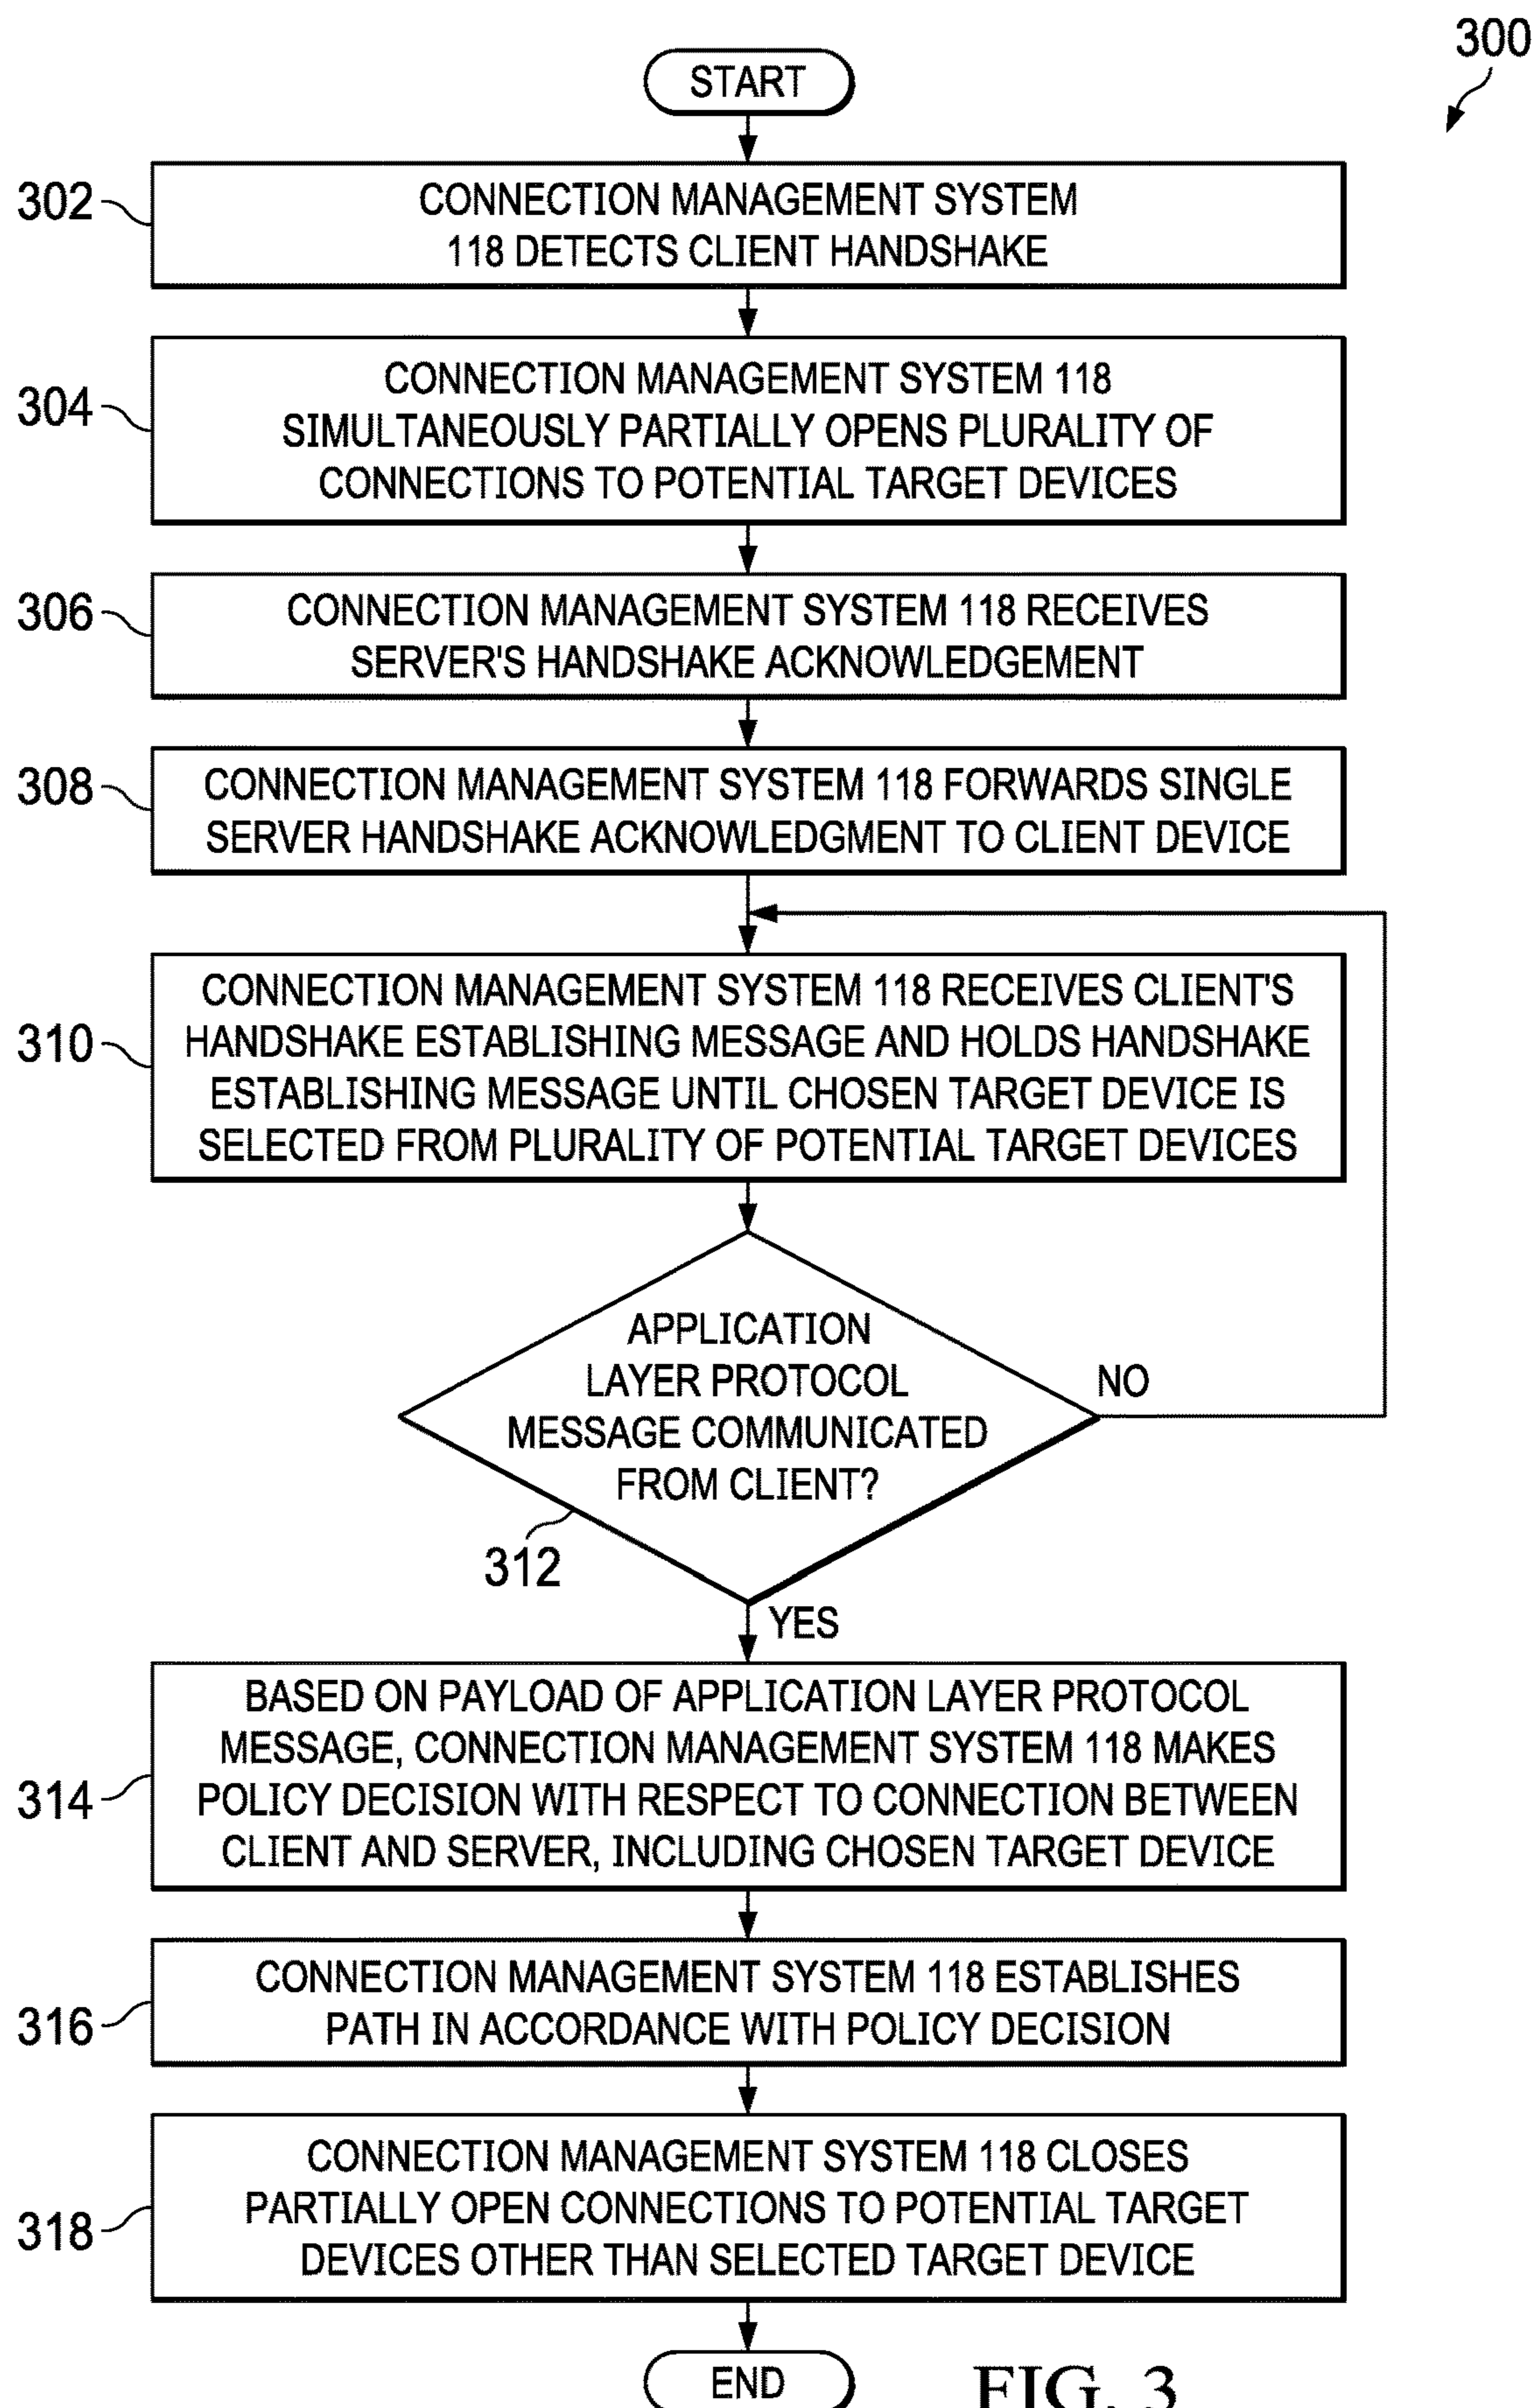 300
START
302
CONNECTION MANAGEMENT SYSTEM
118 DETECTS CLIENT HANDSHAKE
304
CONNECTION MANAGEMENT SYSTEM 118
SIMULTANEOUSLY PARTIALLY OPENS PLURALITY OF
CONNECTIONS TO POTENTIAL TARGET DEVICES
306
CONNECTION MANAGEMENT SYSTEM 118 RECEIVES
SERVER'S HANDSHAKE ACKNOWLEDGEMENT
308
CONNECTION MANAGEMENT SYSTEM 118 FORWARDS SINGLE
SERVER HANDSHAKE ACKNOWLEDGMENT TO CLIENT DEVICE
310
CONNECTION MANAGEMENT SYSTEM 118 RECEIVES CLIENT'S
HANDSHAKE ESTABLISHING MESSAGE AND HOLDS HANDSHAKE
ESTABLISHING MESSAGE UNTIL CHOSEN TARGET DEVICE IS
SELECTED FROM PLURALITY OF POTENTIAL TARGET DEVICES
APPLICATION
LAYER PROTOCOL
MESSAGE COMMUNICATED
FROM CLIENT?
NO
312
YES
314
BASED ON PAYLOAD OF APPLICATION LAYER PROTOCOL
MESSAGE, CONNECTION MANAGEMENT SYSTEM 118 MAKES
POLICY DECISION WITH RESPECT TO CONNECTION BETWEEN
CLIENT AND SERVER, INCLUDING CHOSEN TARGET DEVICE
316
CONNECTION MANAGEMENT SYSTEM 118 ESTABLISHES
PATH IN ACCORDANCE WITH POLICY DECISION
318
CONNECTION MANAGEMENT SYSTEM 118 CLOSES
PARTIALLY OPEN CONNECTIONS TO POTENTIAL TARGET
DEVICES OTHER THAN SELECTED TARGET DEVICE
END
FIG. 3